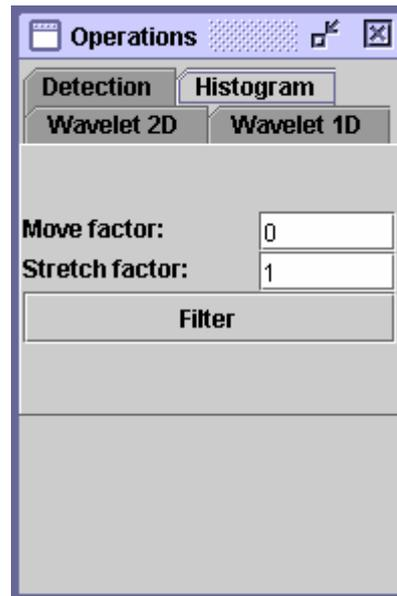 Operations
Detection Histogram
Wavelet 2D Wavelet 1D
Move factor: 0
Stretch factor: 1
Filter